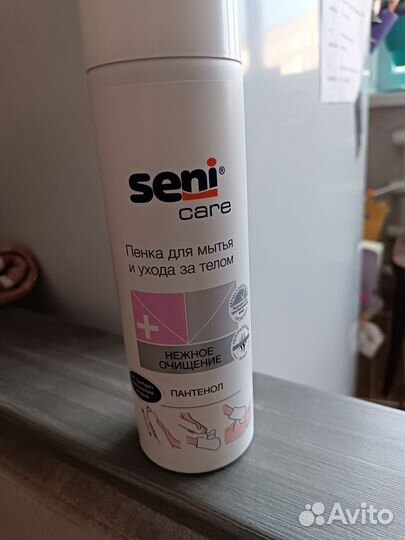 seni®
care
Пенка для мытья
и ухода за телом
НЕЖНОЕ
ОЧИЩЕНИЕ
ПАНТЕНОЛ
Avito